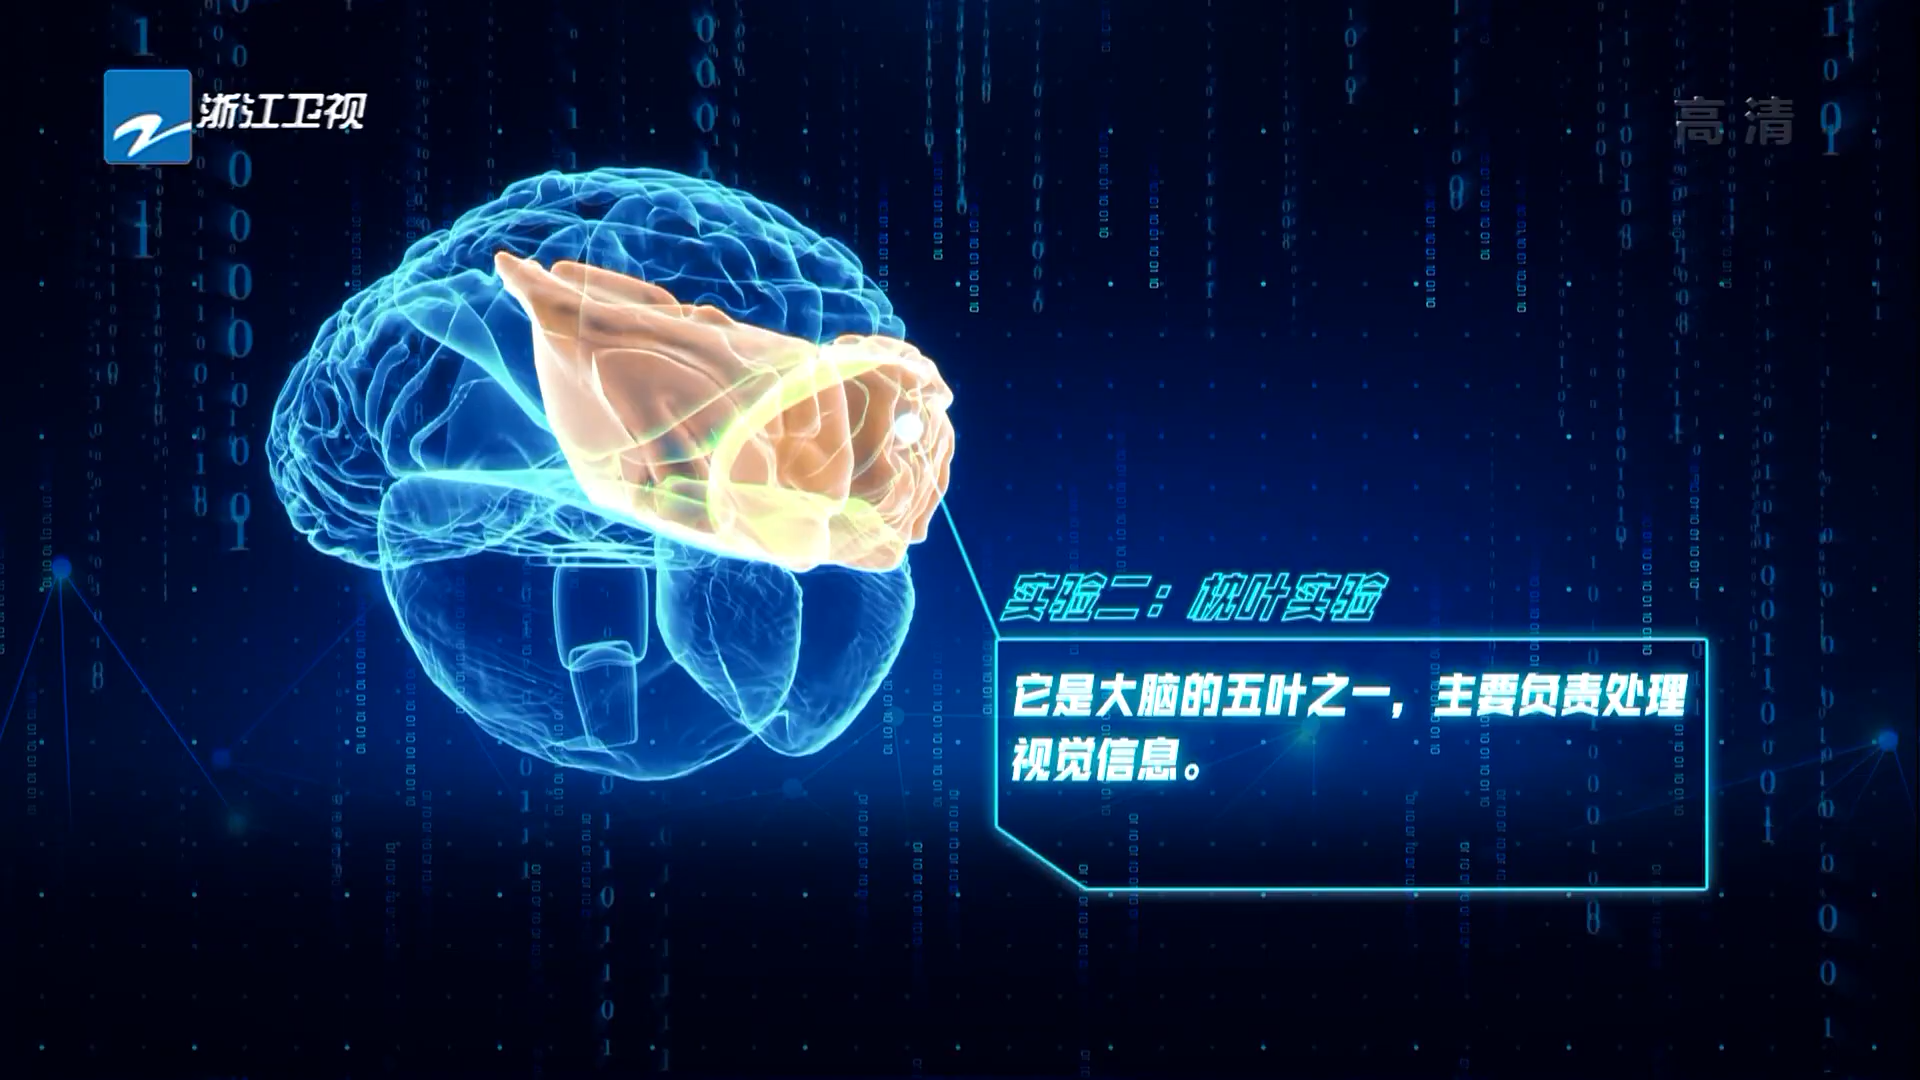 浙江卫视
高清
实验二：枕叶实验
它是大脑的五叶之一，主要负责处理
视觉信息。